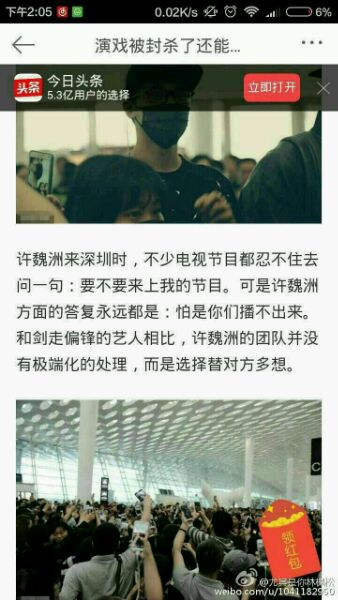 下午2:05 0.02K/s 6%
演戏被封杀了还能...
头条 今日头条 立即打开
5.3亿用户的选择
许魏洲来深圳时，不少电视节目都忍不住去
问一句：要不要来上我的节目。可是许魏洲
方面的答复永远都是：怕是你们播不出来。
和剑走偏锋的艺人相比，许魏洲的团队并没
有极端化的处理，而是选择替对方多想。
领红包
weibo.com/u/1041182950